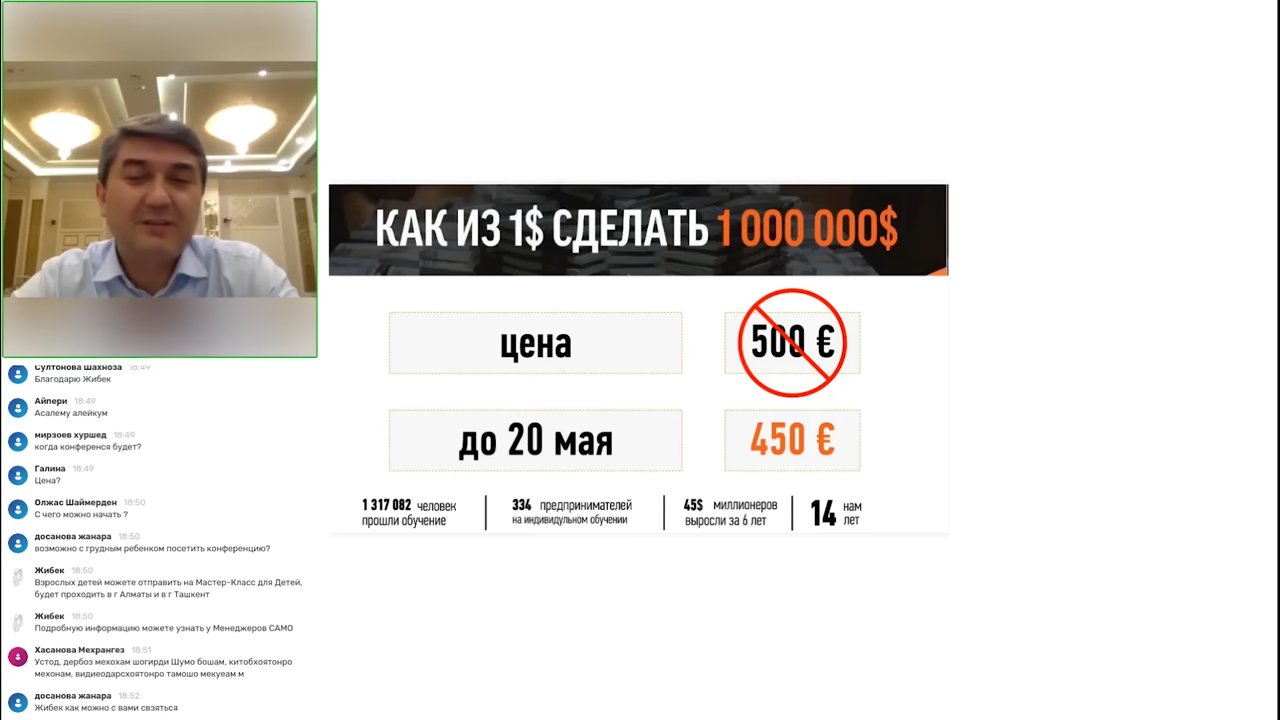 КАК ИЗ 1$ СДЕЛАТЬ 1 000 000$
цена
500 €
до 20 мая
450 €
1 317 082 человек
прошли обучение
334 предпринимателей
на индивидульном обучении
45$ миллионеров
выросли за 6 лет
14 нам
лет
Султонова Шахноза 18:49
Благодарю Жибек
Айпери 18:49
Асалему алейкум
мирзоев хуршед 18:49
когда конференся будет?
Галина 18:49
Цена?
Олжас Шаймерден 18:50
С чего можно начать ?
досанова жанара 18:50
возможно с грудным ребенком посетить конференцию?
Жибек 18:50
Взрослых детей можете отправить на Мастер-Класс для Детей,
будет проходить в г Алматы и в г Ташкент
Жибек 18:50
Подробную информацию можете узнать у Менеджеров САМО
Хасанова Мехрангез 18:51
Устод, дербоз мехохам шогирди Шумо бошам, китобхоятонро
мехонам, видиеодарсхоятонро тамошо мекуеам м
досанова жанара 18:52
Жибек как можно с вами свзяться